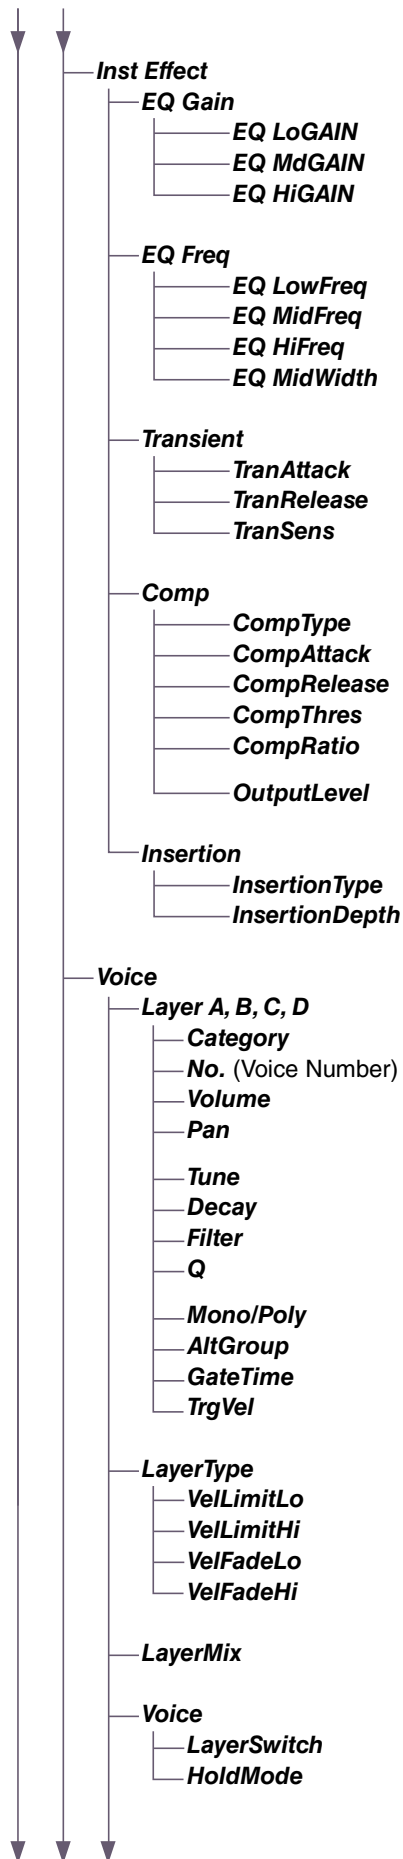 Inst Effect
EQ Gain
EQ LoGAIN
EQ MdGAIN
EQ HiGAIN
EQ Freq
EQ LowFreq
EQ MidFreq
EQ HiFreq
EQ MidWidth
Transient
TranAttack
TranRelease
TranSens
Comp
CompType
CompAttack
CompRelease
CompThres
CompRatio
OutputLevel
Insertion
InsertionType
InsertionDepth
Voice
Layer A, B, C, D
Category
No. (Voice Number)
Volume
Pan
Tune
Decay
Filter
Q
Mono/Poly
AltGroup
GateTime
TrgVel
LayerType
VelLimitLo
VelLimitHi
VelFadeLo
VelFadeHi
LayerMix
Voice
LayerSwitch
HoldMode